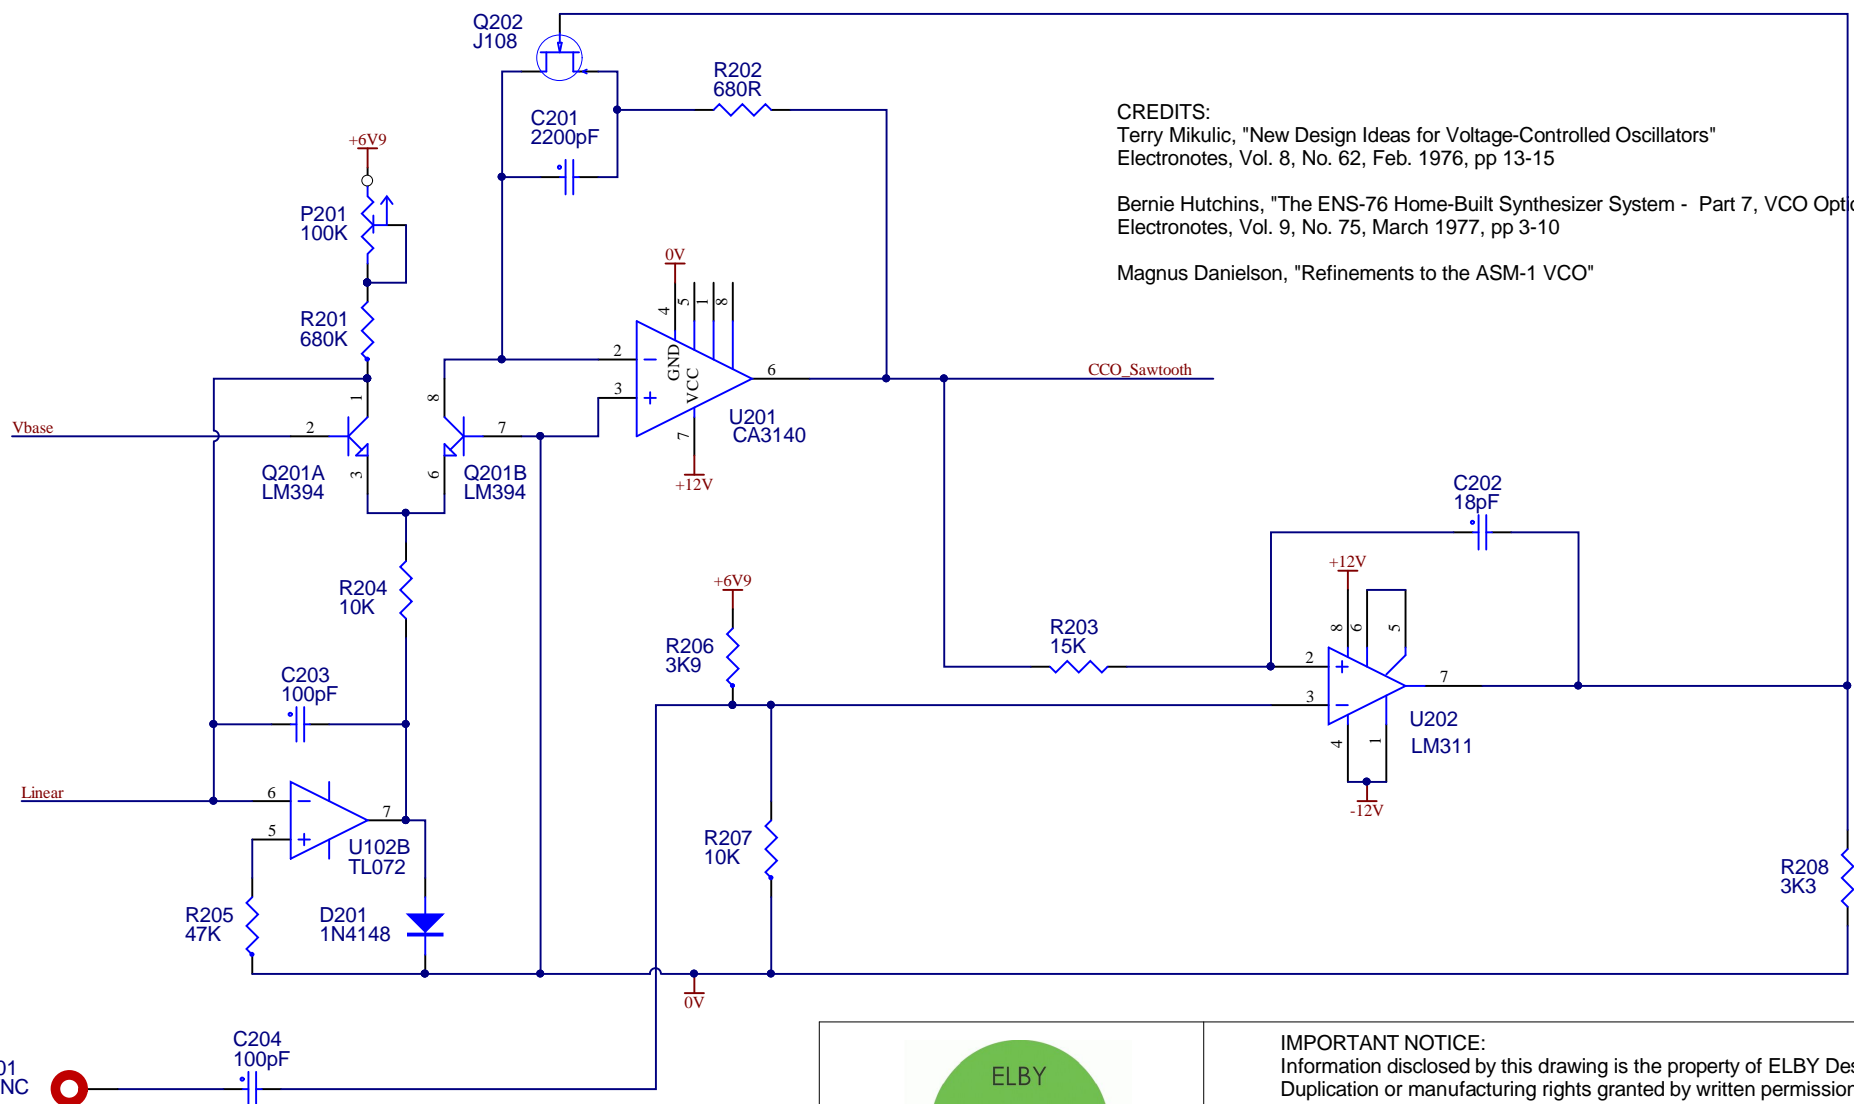 Q202
J108
R202
680R
C201
2200pF
CREDITS:
Terry Mikulic, "New Design Ideas for Voltage-Controlled Oscillators"
Electronotes, Vol. 8, No. 62, Feb. 1976, pp 13-15
Bernie Hutchins, "The ENS-76 Home-Built Synthesizer System - Part 7, VCO Optio
Electronotes, Vol. 9, No. 75, March 1977, pp 3-10
Magnus Danielson, "Refinements to the ASM-1 VCO"
+6V9
P201
100K
R201
680K
0V
4
5
1
8
GND
VCC
2
3
6
7
U201
CA3140
+12V
CCO_Sawtooth
Vbase
2
1
3
Q201A
LM394
8
7
6
Q201B
LM394
R204
10K
C203
100pF
+6V9
R206
3K9
R203
15K
C202
18pF
+12V
8
6
5
2
3
7
4
1
U202
LM311
-12V
Linear
6
5
7
U102B
TL072
R205
47K
D201
1N4148
R207
10K
R208
3K3
0V
C204
100pF
01
NC
ELBY
IMPORTANT NOTICE:
Information disclosed by this drawing is the property of ELBY Des
Duplication or manufacturing rights granted by written permission